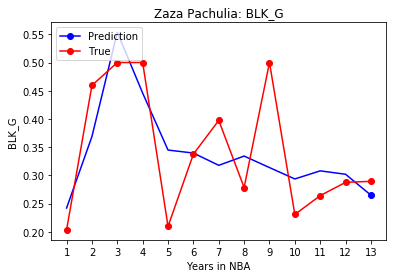 Zaza Pachulia: BLK_G
Prediction
True
0.55
0.50
0.45
0.40
0.35
0.30
0.25
0.20
BLK_G
1 2 3 4 5 6 7 8 9 10 11 12 13
Years in NBA